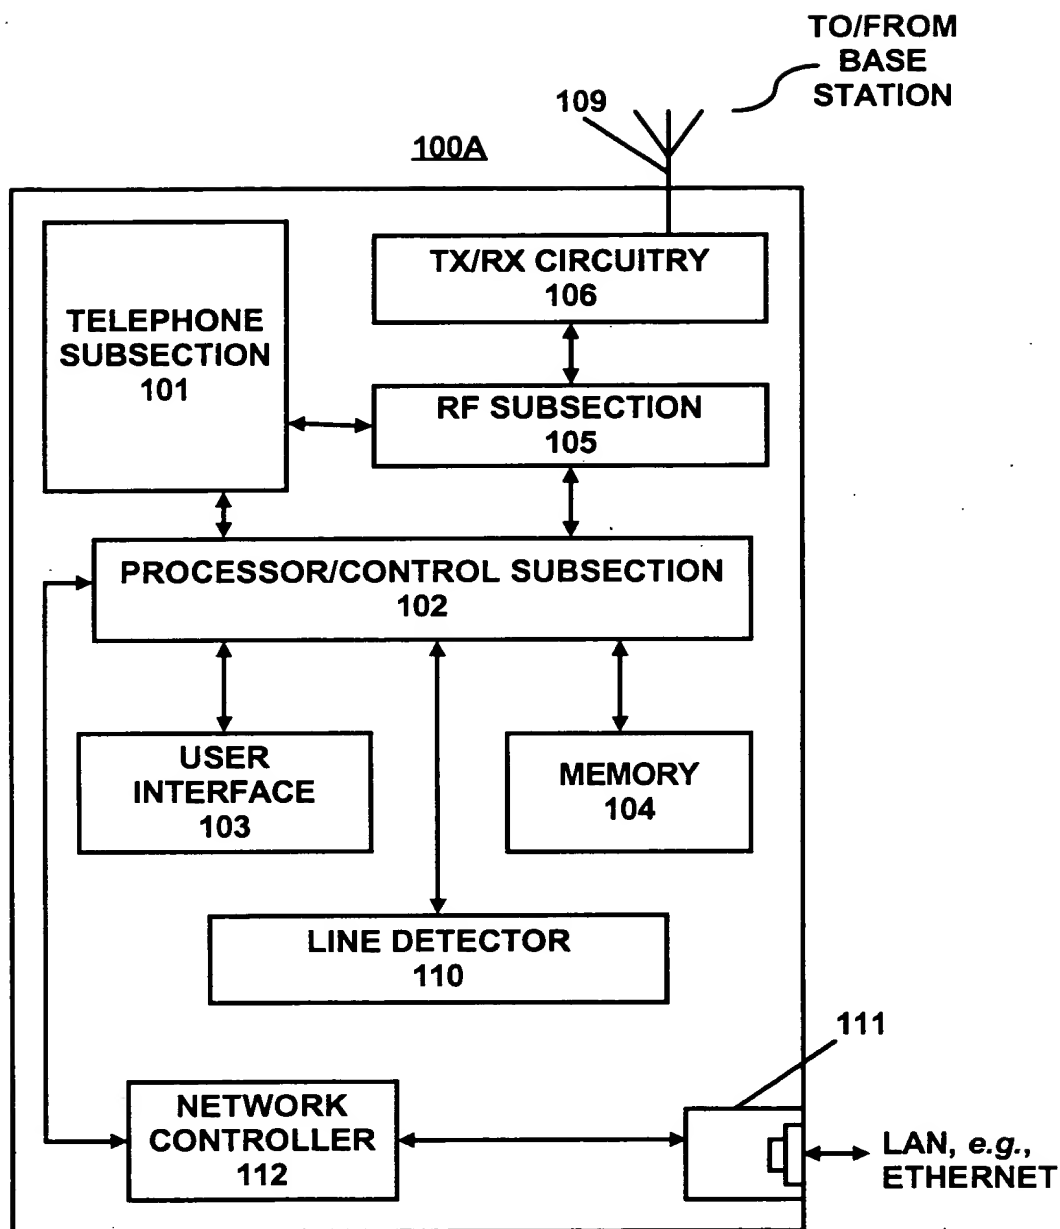 TO/FROM
BASE
STATION
109
100A
TX/RX CIRCUITRY
106
TELEPHONE
SUBSECTION
101
RF SUBSECTION
105
PROCESSOR/CONTROL SUBSECTION
102
USER
INTERFACE
103
MEMORY
104
LINE DETECTOR
110
111
NETWORK
CONTROLLER
112
LAN, e.g.,
ETHERNET